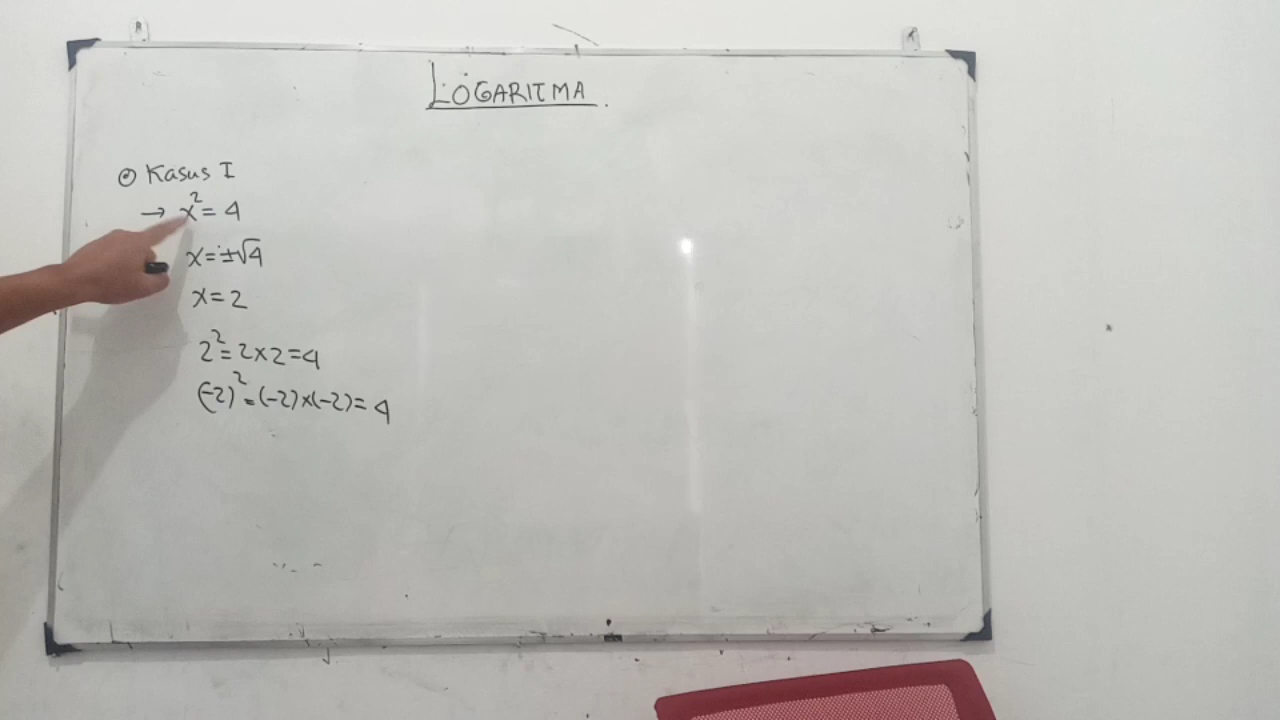 LOGARITMA.
⊙ Kasus I
→ x² = 4
x = ±√4
x = 2
2² = 2×2 = 4
(-2)² = (-2)×(-2) = 4